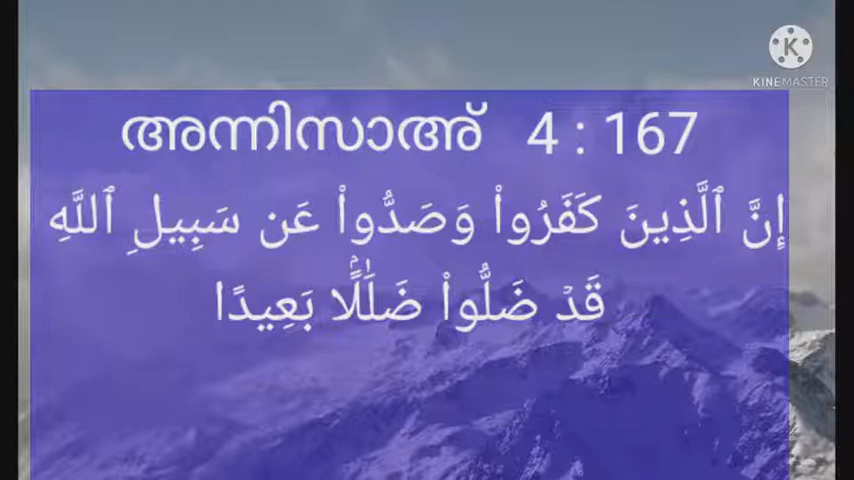 KINEMASTER
അന്നിസാഅ് 4 : 167
إِنَّ ٱلَّذِينَ كَفَرُوا۟ وَصَدُّوا۟ عَن سَبِيلِ ٱللَّهِ
قَدْ ضَلُّوا۟ ضَلَـٰلًۢا بَعِيدًا